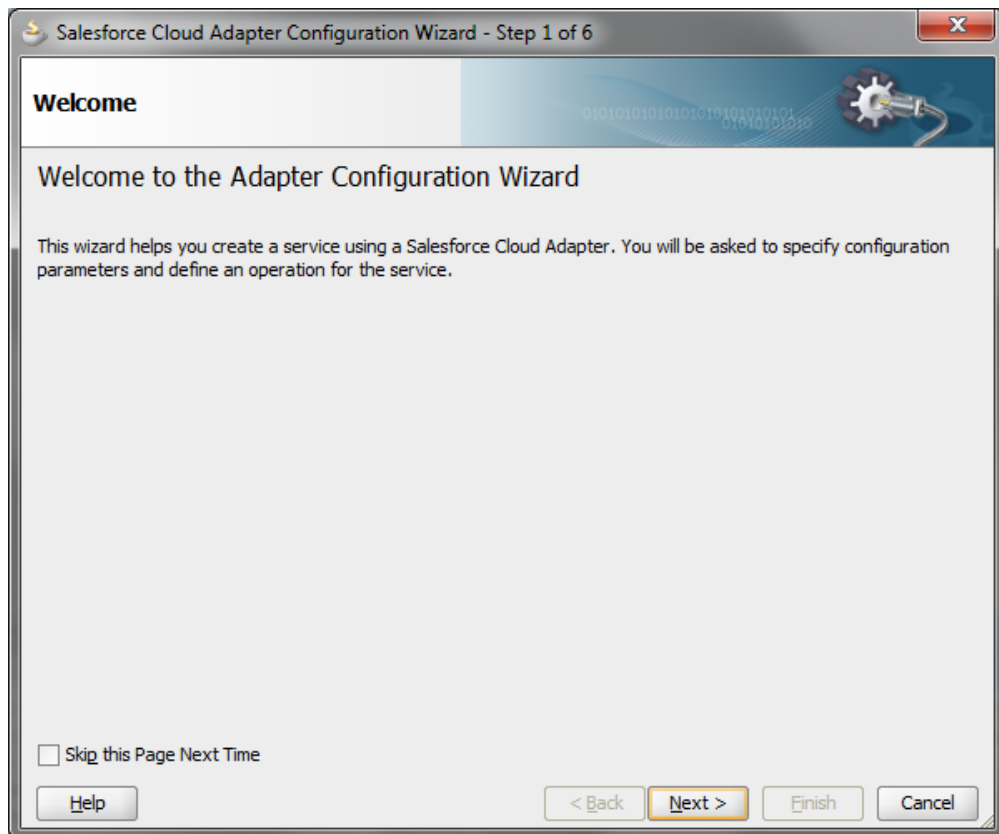 Salesforce Cloud Adapter Configuration Wizard - Step 1 of 6
X
Welcome
Welcome to the Adapter Configuration Wizard
This wizard helps you create a service using a Salesforce Cloud Adapter. You will be asked to specify configuration
parameters and define an operation for the service.
Skip this Page Next Time
Help
< Back
Next >
Finish
Cancel